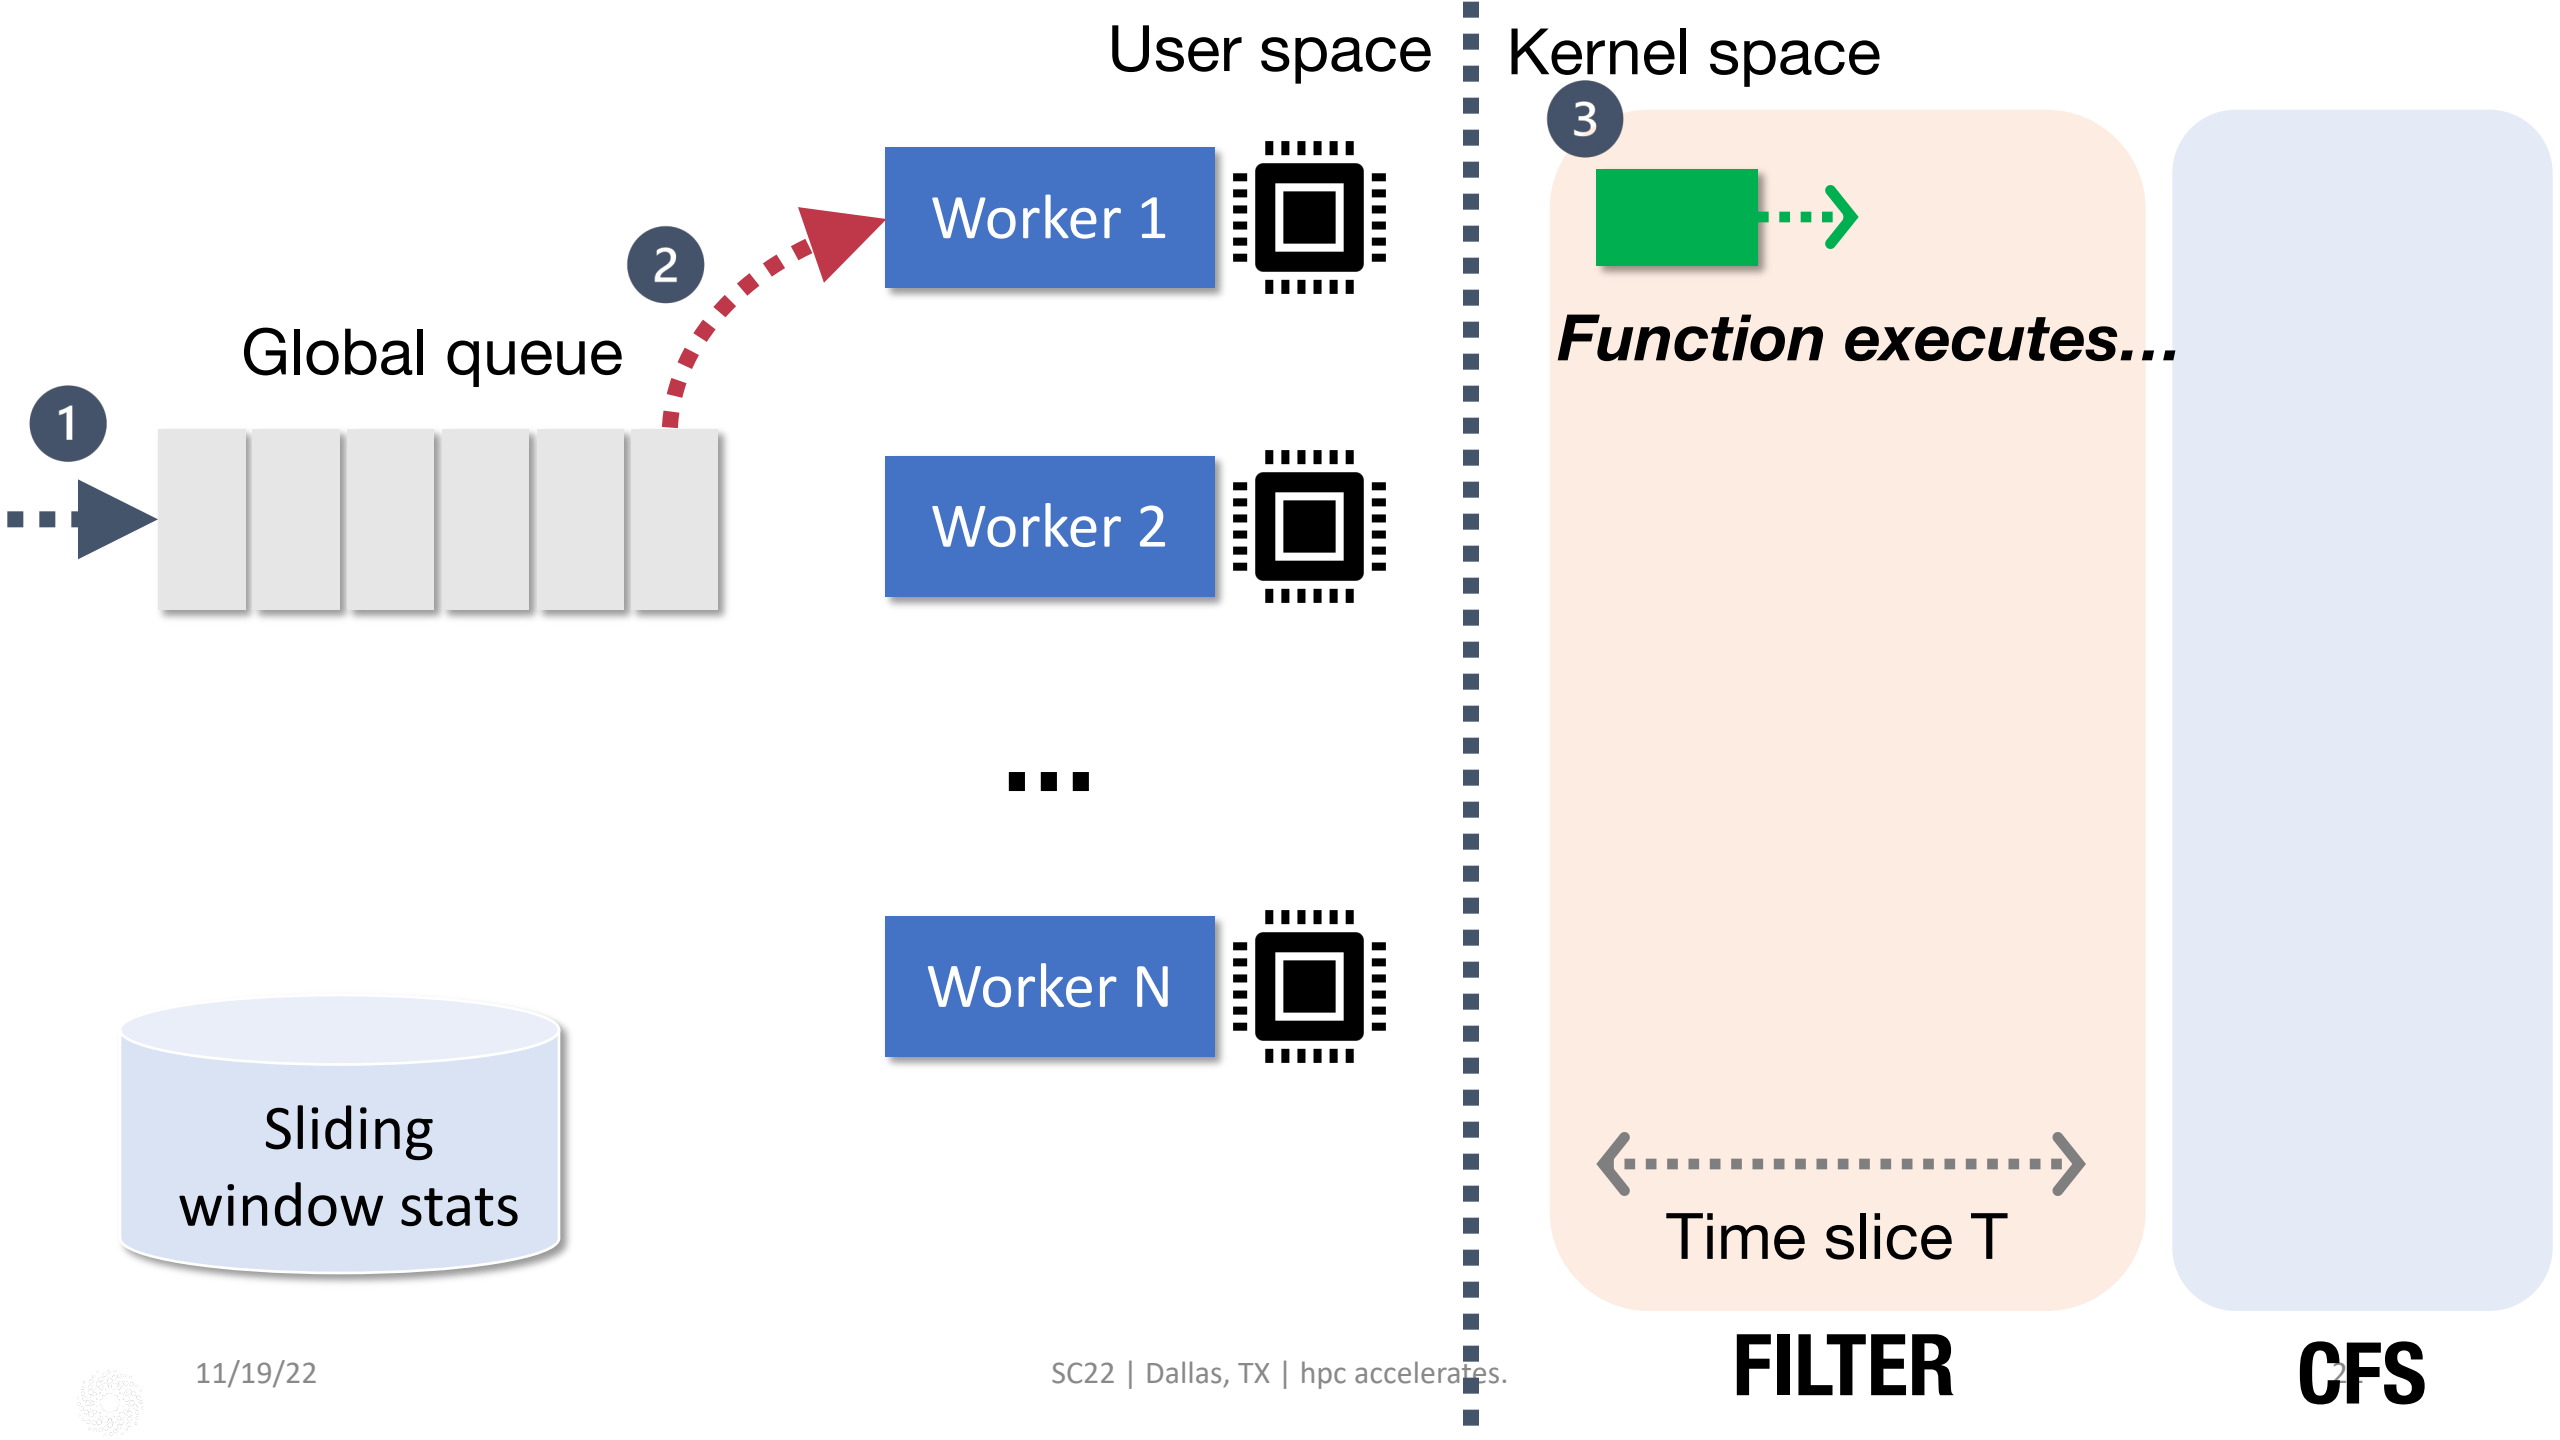 User space
Kernel space
3
Worker 1
2
Global queue
Function executes...
1
Worker 2
...
Worker N
Sliding
window stats
Time slice T
FILTER
CFS
11/19/22
SC22 | Dallas, TX | hpc accelerates.